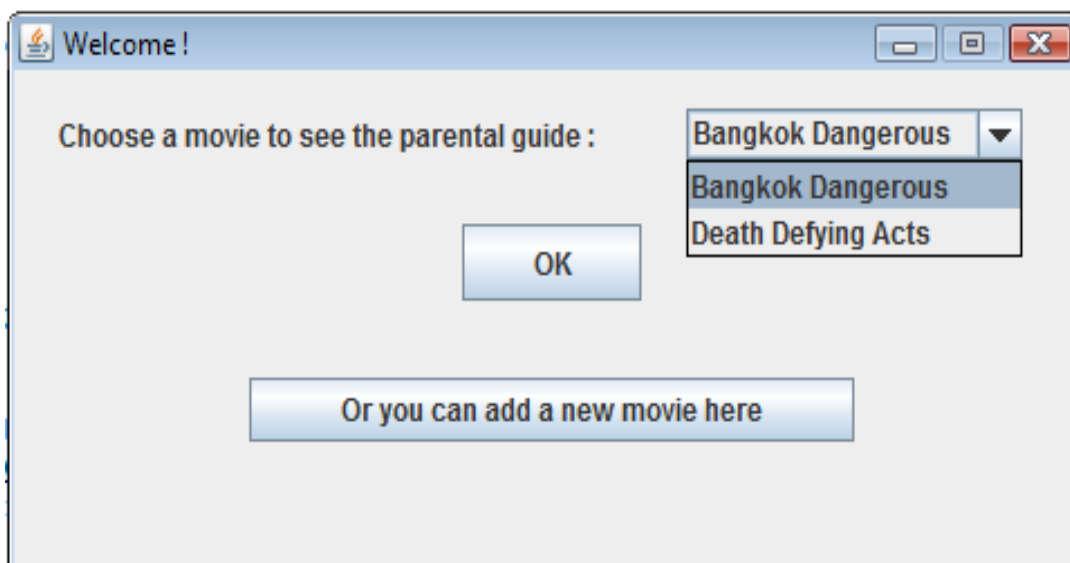 Welcome !
Choose a movie to see the parental guide :
Bangkok Dangerous
Bangkok Dangerous
Death Defying Acts
OK
Or you can add a new movie here